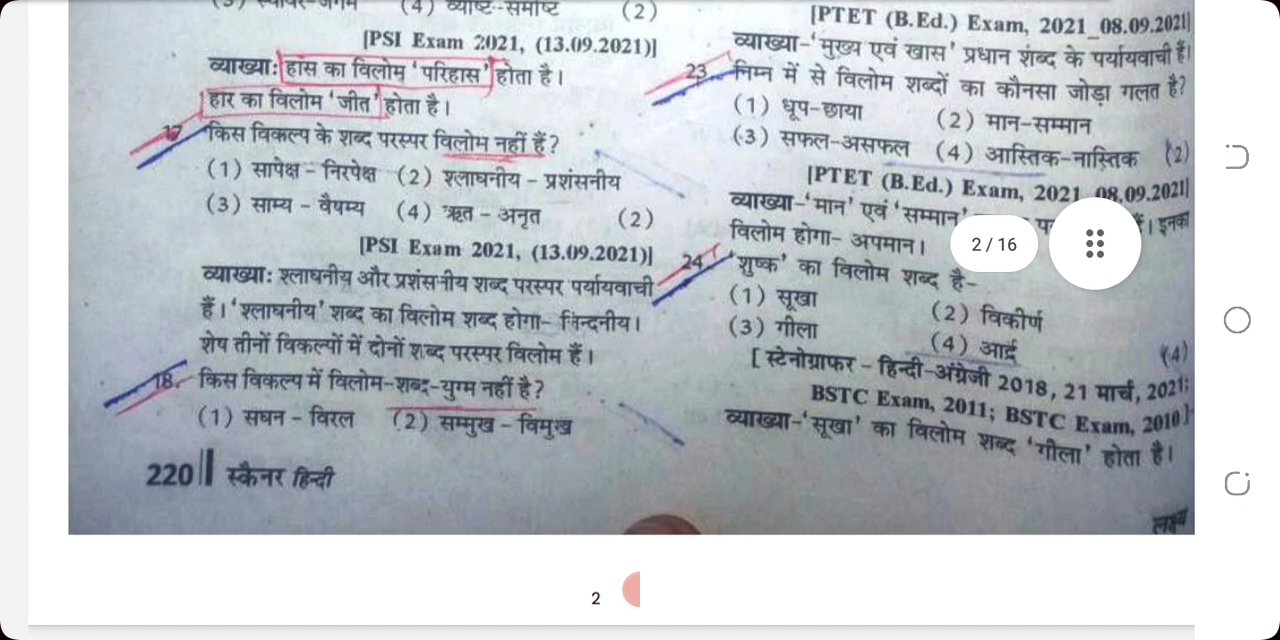 (4) व्यष्टि-समष्टि (2)
[PSI Exam 2021, (13.09.2021)]
व्याख्याः हास का विलोम 'परिहास' होता है।
हार का विलोम 'जीत' होता है।
17 किस विकल्प के शब्द परस्पर विलोम नहीं हैं?
(1) सापेक्ष – निरपेक्ष (2) श्लाघनीय – प्रशंसनीय
(3) साम्य – वैषम्य (4) ऋत – अनृत (2)
[PSI Exam 2021, (13.09.2021)]
व्याख्याः श्लाघनीय और प्रशंसनीय शब्द परस्पर पर्यायवाची
हैं। 'श्लाघनीय' शब्द का विलोम शब्द होगा– निन्दनीय।
शेष तीनों विकल्पों में दोनों शब्द परस्पर विलोम हैं।
18. किस विकल्प में विलोम-शब्द-युग्म नहीं है?
(1) सघन – विरल (2) सम्मुख – विमुख
220 स्कैनर हिन्दी
[PTET (B.Ed.) Exam, 2021_08.09.2021]
व्याख्या-'मुख्य एवं खास' प्रधान शब्द के पर्यायवाची हैं।
23 निम्न में से विलोम शब्दों का कौनसा जोड़ा गलत है?
(1) धूप-छाया (2) मान-सम्मान
(3) सफल-असफल (4) आस्तिक-नास्तिक (2)
[PTET (B.Ed.) Exam, 2021_08.09.2021]
व्याख्या-'मान' एवं 'सम्मान' हैं। इनका
विलोम होगा- अपमान।
24 'शुष्क' का विलोम शब्द है–
(1) सूखा (2) विकीर्ण
(3) गीला (4) आर्द्र (4)
[स्टेनोग्राफर - हिन्दी-अंग्रेजी 2018, 21 मार्च, 2021;
BSTC Exam, 2011; BSTC Exam, 2010]
व्याख्या-'सूखा' का विलोम शब्द 'गीला' होता है।
लक्ष्य
2 / 16
2